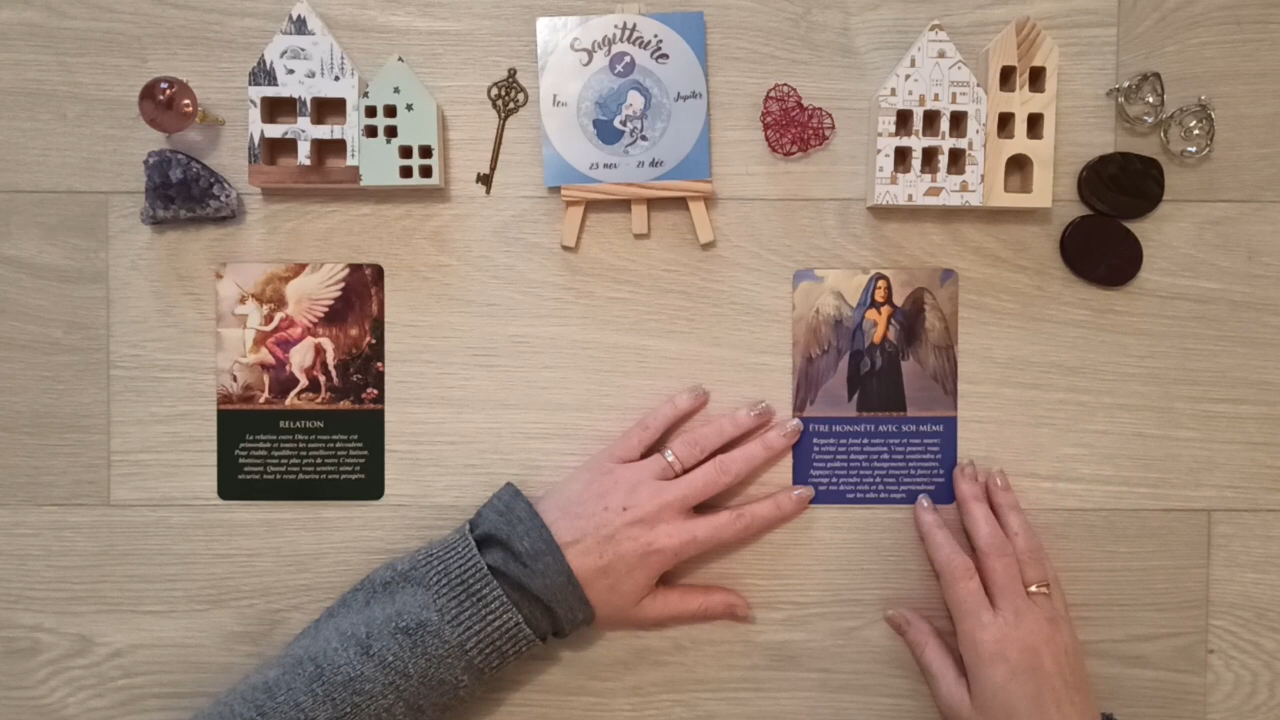 Sagittaire
Feu
Jupiter
23 nov - 21 déc
RELATION
La relation entre Dieu et vous-même est
primordiale et toutes les autres en découlent.
Pour établir, équilibrer ou améliorer une liaison,
blottissez-vous au plus près de votre Créateur
aimant. Quand vous vous sentirez aimé et
sécurisé, tout le reste fleurira et sera prospère.
ÊTRE HONNÊTE AVEC SOI-MÊME
Regardez au fond de votre cœur et vous saurez
la vérité sur cette situation. Vous pouvez vous
l'avouer sans danger car elle vous soutiendra et
vous guidera vers les changements nécessaires.
Appuyez-vous sur nous pour trouver la force et le
courage de prendre soin de vous. Concentrez-vous
sur vos désirs réels et ils vous parviendront
sur les ailes des anges.